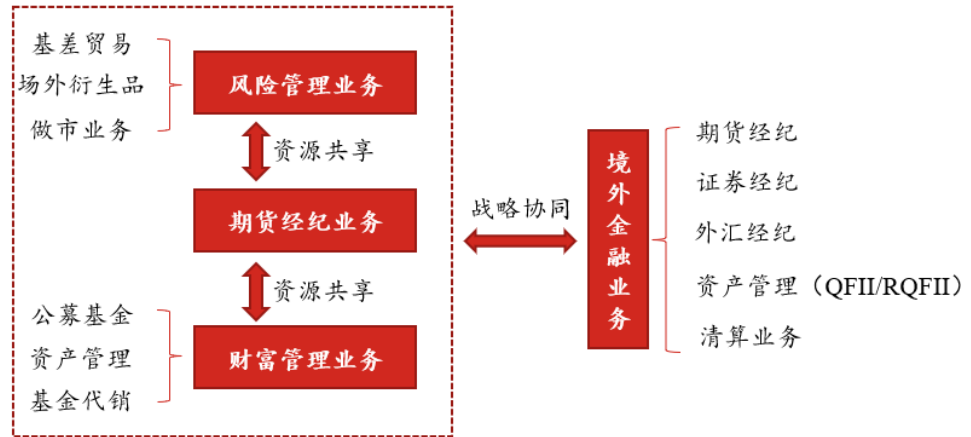 基差贸易
场外衍生品
做市业务
风险管理业务
资源共享
期货经纪业务
资源共享
公募基金
资产管理
基金代销
财富管理业务
战略协同
境外金融业务
期货经纪
证券经纪
外汇经纪
资产管理（QFII/RQFII）
清算业务